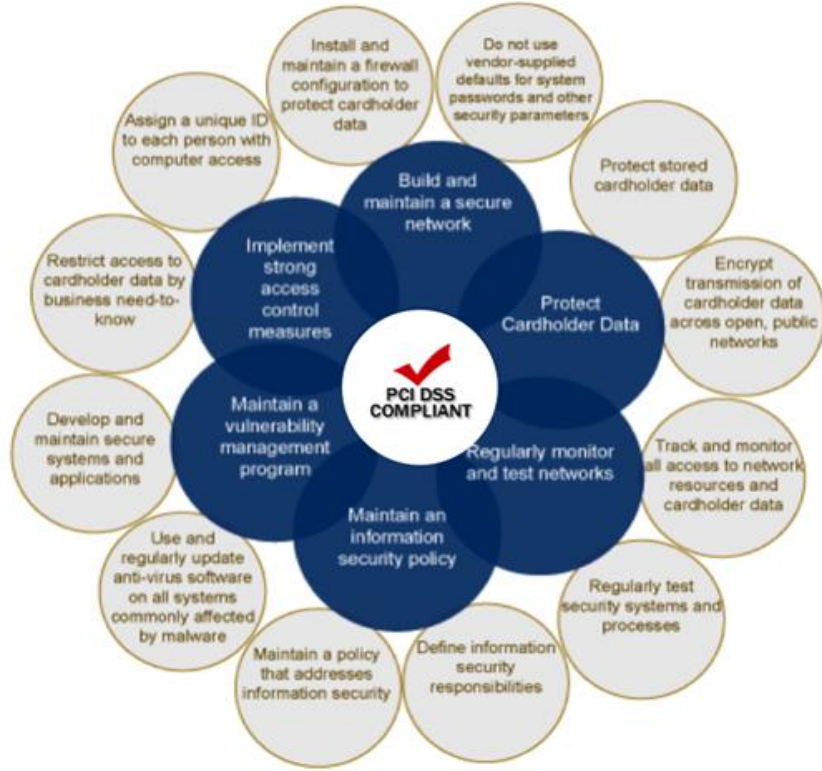 Install and
maintain a firewall
configuration to
protect cardholder
data
Do not use
vendor-supplied
defaults for system
passwords and other
security parameters
Assign a unique ID
to each person with
computer access
Protect stored
cardholder data
Build and
maintain a secure
network
Implement
strong
access
control
measures
Restrict access to
cardholder data by
business need-to-
know
Encrypt
transmission of
cardholder data
across open, public
networks
Protect
Cardholder Data
PCI DSS
COMPLIANT
Maintain a
vulnerability
management
program
Develop and
maintain secure
systems and
applications
Regularly monitor
and test networks
Track and monitor
all access to network
resources and
cardholder data
Maintain an
information
security policy
Use and
regularly update
anti-virus software
on all systems
commonly affected
by malware
Regularly test
security systems and
processes
Maintain a policy
that addresses
information security
Define information
security
responsibilities